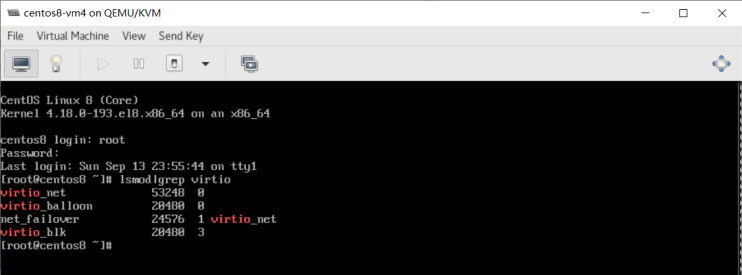 centos8-vm4 on QEMU/KVM
File Virtual Machine View Send Key
CentOS Linux 8 (Core)
Kernel 4.18.0-193.el8.x86_64 on an x86_64
centos8 login: root
Password:
Last login: Sun Sep 13 23:55:44 on tty1
[root@centos8 ~]# lsmod|grep virtio
virtio_net 53248 0
virtio_balloon 20480 0
net_failover 24576 1 virtio_net
virtio_blk 20480 3
[root@centos8 ~]#